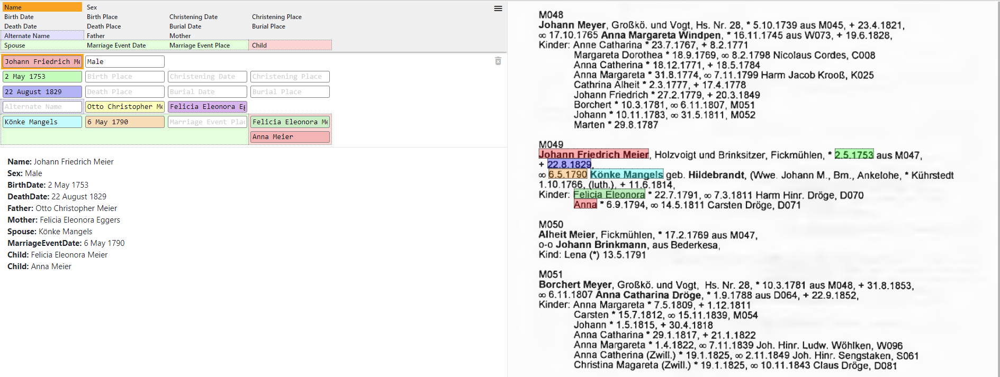 Name Sex
Birth Date Birth Place Christening Date Christening Place
Death Date Death Place Burial Date Burial Place
Alternate Name Father Mother
Spouse Marriage Event Date Marriage Event Place Child
Johann Friedrich Me Male
2 May 1753 Birth Place Christening Date Christening Place
22 August 1829 Death Place Burial Date Burial Place
Alternate Name Otto Christopher Me Felicia Eleonora Eg
Könke Mangels 6 May 1790 Marriage Event Plac Felicia Eleonora Me
Anna Meier
Name: Johann Friedrich Meier
Sex: Male
BirthDate: 2 May 1753
DeathDate: 22 August 1829
Father: Otto Christopher Meier
Mother: Felicia Eleonora Eggers
Spouse: Könke Mangels
MarriageEventDate: 6 May 1790
Child: Felicia Eleonora Meier
Child: Anna Meier
M048
Johann Meyer, Großkö. und Vogt, Hs. Nr. 28, * 5.10.1739 aus M045, + 23.4.1821,
∞ 17.10.1765 Anna Margareta Windpen, * 16.11.1745 aus W073, + 19.6.1828,
Kinder: Anne Catharina * 23.7.1767, + 8.2.1771
Margareta Dorothea * 18.9.1769, ∞ 8.2.1798 Nicolaus Cordes, C008
Anna Catherina * 18.12.1771, + 18.5.1784
Anna Margareta * 31.8.1774, ∞ 7.11.1799 Harm Jacob Krooß, K025
Cathrina Alheit * 2.3.1777, + 17.4.1778
Johann Friedrich * 27.2.1779, + 20.3.1849
Borchert * 10.3.1781, ∞ 6.11.1807, M051
Johann * 10.11.1783, ∞ 31.5.1811, M052
Marten * 29.8.1787
M049
Johann Friedrich Meier, Holzvoigt und Brinksitzer, Fickmühlen, * 2.5.1753 aus M047,
+ 22.8.1829,
∞ 6.5.1790 Könke Mangels geb. Hildebrandt, (Wwe. Johann M., Bm., Ankelohe, * Kührstedt
1.10.1766, (luth.), + 11.6.1814,
Kinder: Felicia Eleonora * 22.7.1791, ∞ 7.3.1811 Harm Hinr. Dröge, D070
Anna * 6.9.1794, ∞ 14.5.1811 Carsten Dröge, D071
M050
Alheit Meier, Fickmühlen, * 17.2.1769 aus M047,
o-o Johann Brinkmann, aus Bederkesa,
Kind: Lena (*) 13.5.1791
M051
Borchert Meyer, Großkö. und Vogt, Hs. Nr. 28, * 10.3.1781 aus M048, + 31.8.1853,
∞ 6.11.1807 Anna Catharina Dröge, * 1.9.1788 aus D064, + 22.9.1852,
Kinder: Anna Margareta * 7.5.1809, + 1.12.1811
Carsten * 15.7.1812, ∞ 15.11.1839, M054
Johann * 1.5.1815, + 30.4.1818
Anna Catharina * 29.1.1817, + 21.1.1822
Anna Margareta * 1.4.1822, ∞ 7.11.1839 Joh. Hinr. Ludw. Wöhlken, W096
Anna Catherina (Zwill.) * 19.1.1825, ∞ 2.11.1849 Joh. Hinr. Sengstaken, S061
Christina Magareta (Zwill.) * 19.1.1825, ∞ 10.11.1843 Claus Dröge, D081